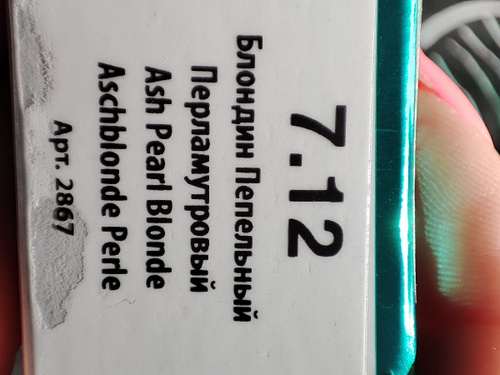 7.12
Блондин Пепельный
Перламутровый
Ash Pearl Blonde
Aschblonde Perle
Арт. 2867